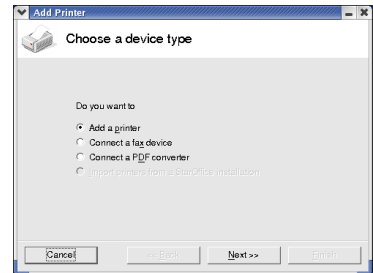 Add Printer
Choose a device type
Do you want to
Add a printer
Connect a fax device
Connect a PDF converter
Import printers from a StarOffice installation
Cancel
<< Back
Next >>
Finish